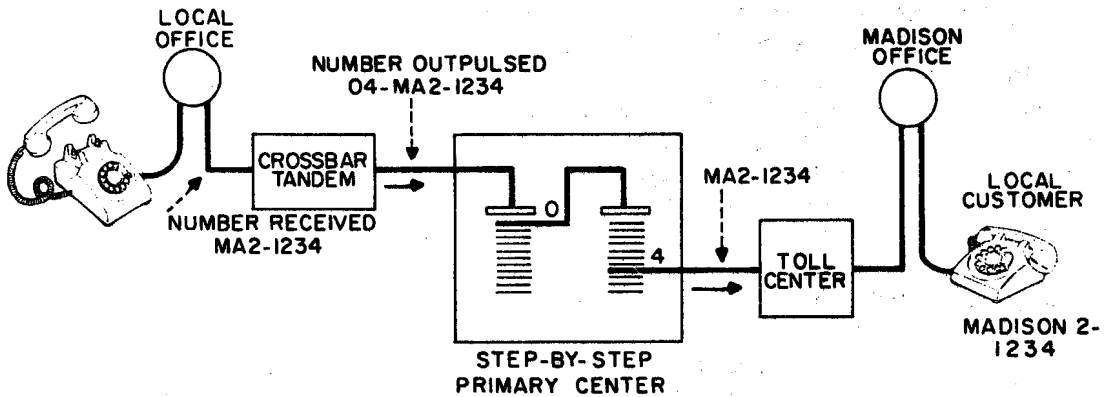 LOCAL
OFFICE
NUMBER OUTPULSED
04-MA2-1234
MADISON
OFFICE
CROSSBAR
TANDEM
NUMBER RECEIVED
MA2-1234
0
4
MA2-1234
TOLL
CENTER
LOCAL
CUSTOMER
MADISON 2-
1234
STEP-BY-STEP
PRIMARY CENTER